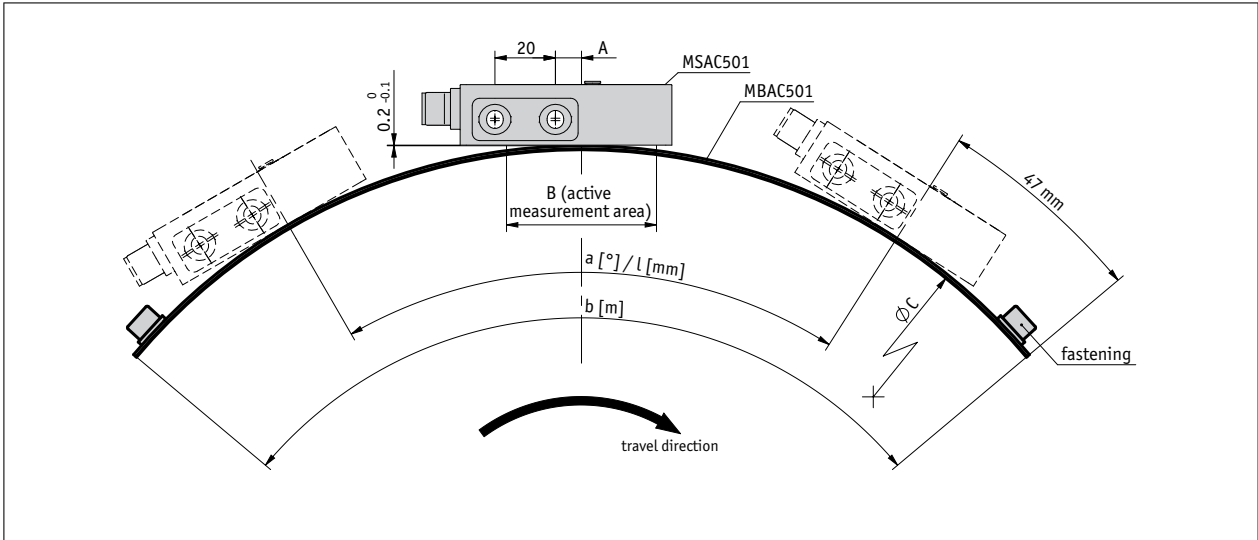 20
A
MSAC501
MBAC501
0.2 0 -0.1
47 mm
B (active
measurement area)
a [°] / l [mm]
b [m]
ØC
fastening
travel direction